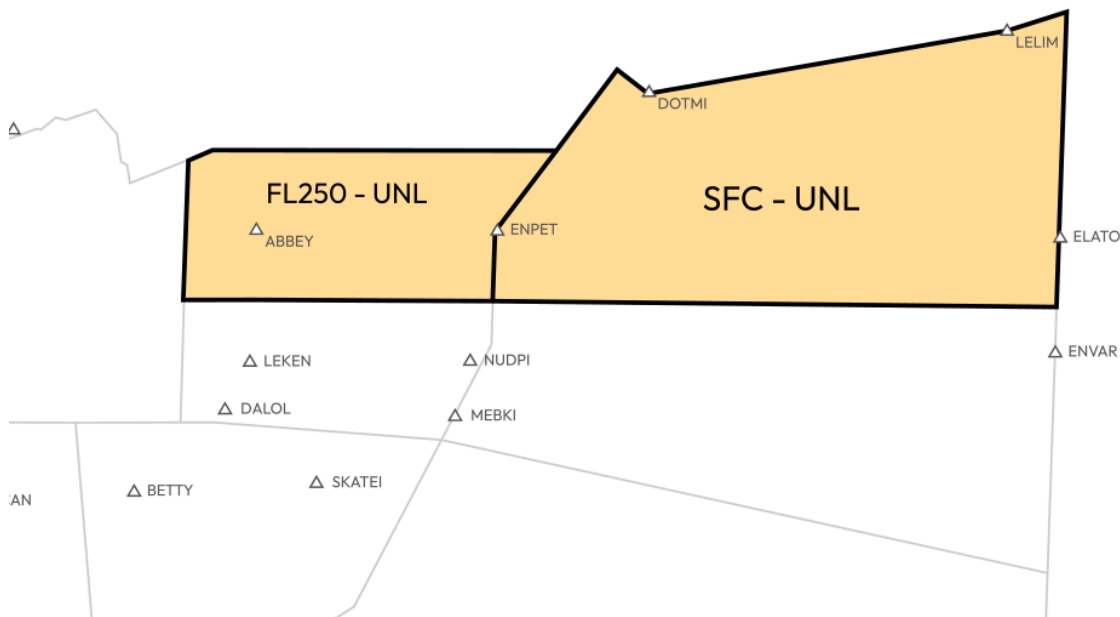 LELIM
DOTMI
FL250 - UNL
SFC - UNL
ABBEY
ENPET
ELATO
LEKEN
NUDPI
ENVAR
DALOL
MEBKI
BETTY
SKATEI